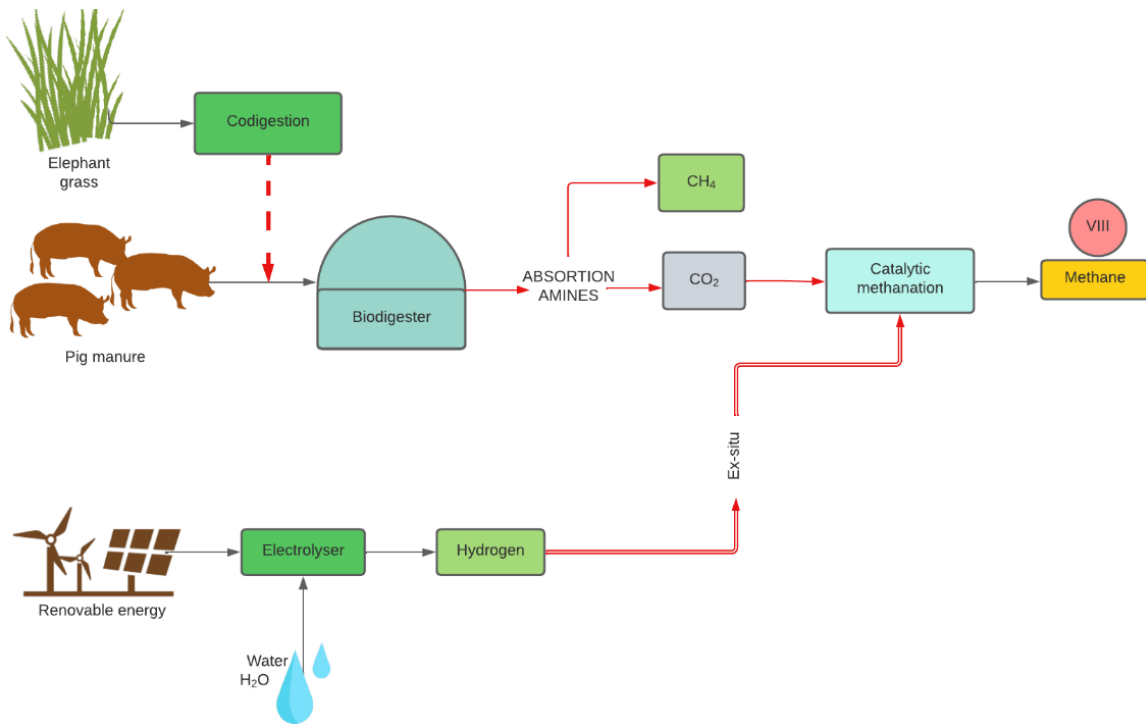 Codigestion
Elephant
grass
CH₄
VIII
ABSORTION
AMINES
CO₂
Catalytic
methanation
Methane
Biodigester
Pig manure
Ex-situ
Electrolyser
Hydrogen
Renovable energy
Water
H₂O